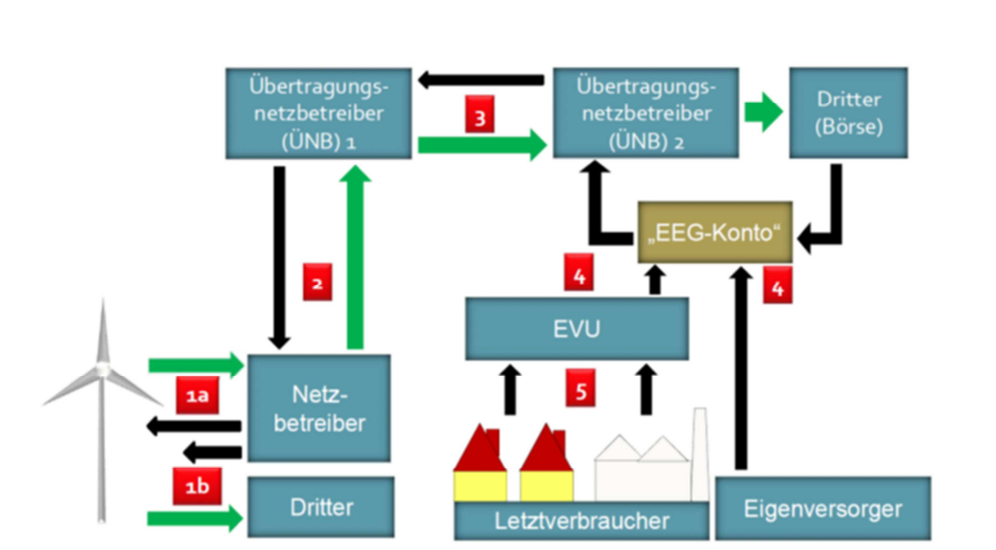 Übertragungs-
netzbetreiber
(ÜNB) 1
3
Übertragungs-
netzbetreiber
(ÜNB) 2
Dritter
(Börse)
„EEG-Konto“
2
4
4
EVU
1a
Netz-
betreiber
5
1b
Dritter
Letztverbraucher
Eigenversorger